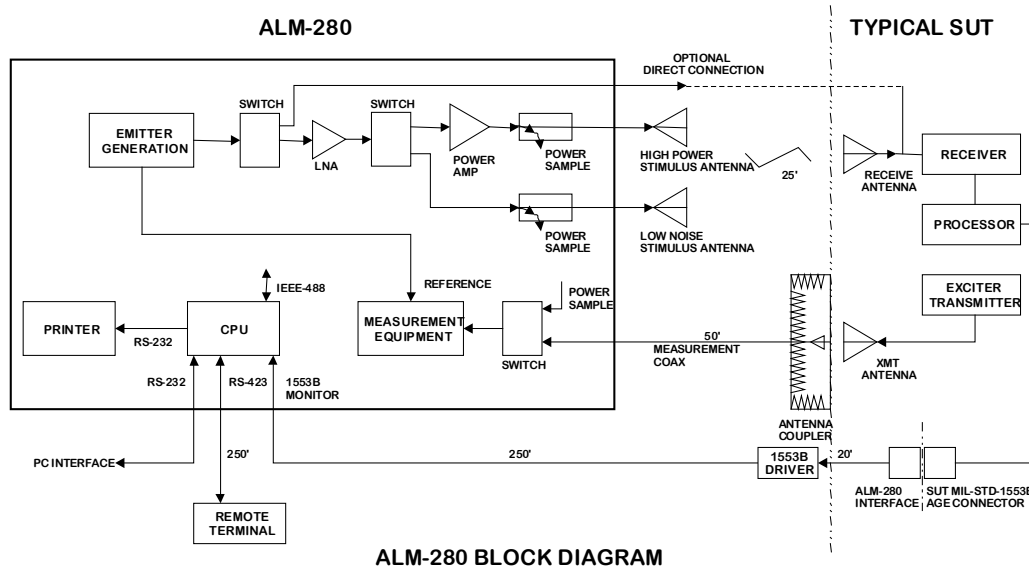 ALM-280
TYPICAL SUT
OPTIONAL
DIRECT CONNECTION
SWITCH
SWITCH
EMITTER
GENERATION
LNA
POWER
AMP
POWER
SAMPLE
HIGH POWER
STIMULUS ANTENNA
25'
RECEIVE
ANTENNA
RECEIVER
POWER
SAMPLE
LOW NOISE
STIMULUS ANTENNA
PROCESSOR
IEEE-488
REFERENCE
POWER
SAMPLE
EXCITER
TRANSMITTER
PRINTER
RS-232
CPU
MEASUREMENT
EQUIPMENT
SWITCH
50'
MEASUREMENT
COAX
XMT
ANTENNA
RS-232
RS-423
1553B
MONITOR
ANTENNA
COUPLER
PC INTERFACE
250'
250'
1553B
DRIVER
20'
REMOTE
TERMINAL
ALM-280
INTERFACE
SUT MIL-STD-1553B
AGE CONNECTOR
ALM-280 BLOCK DIAGRAM